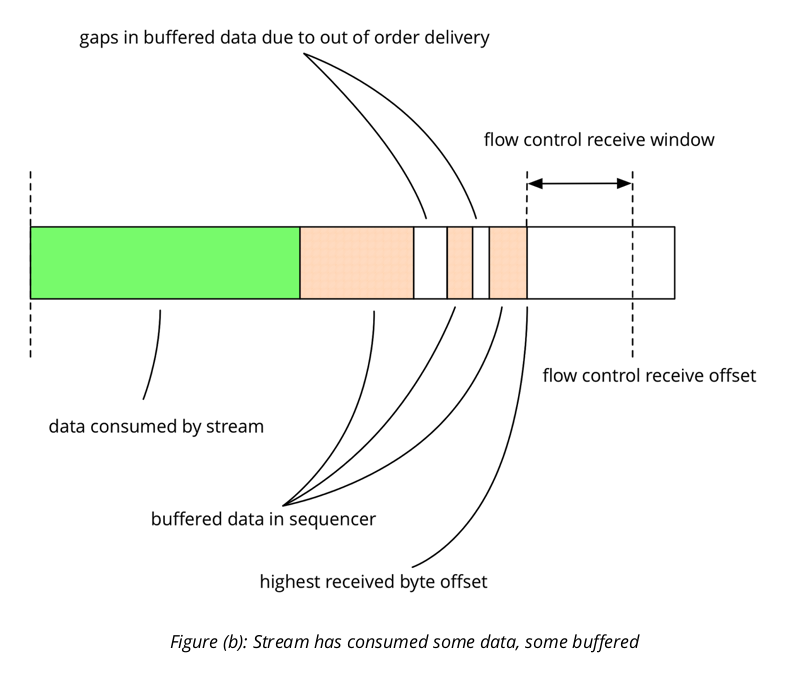 gaps in buffered data due to out of order delivery
flow control receive window
flow control receive offset
data consumed by stream
buffered data in sequencer
highest received byte offset
Figure (b): Stream has consumed some data, some buffered